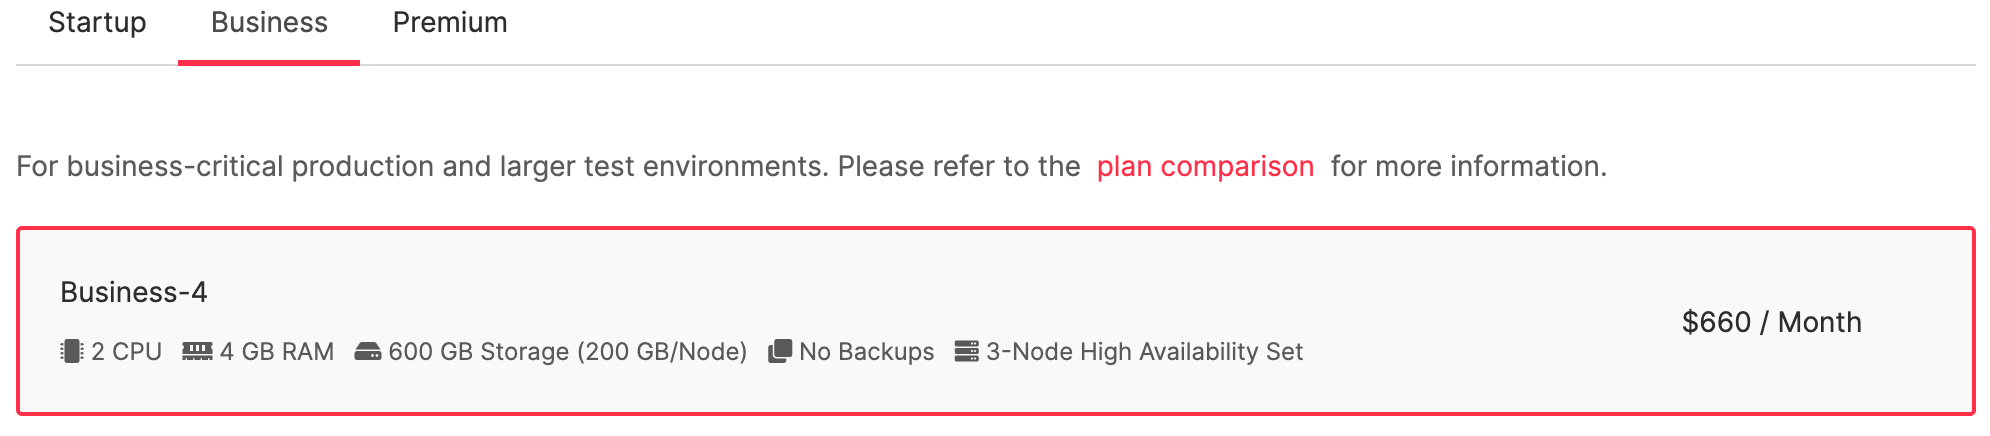 Startup Business Premium
For business-critical production and larger test environments. Please refer to the plan comparison for more information.
Business-4
$660 / Month
2 CPU 4 GB RAM 600 GB Storage (200 GB/Node) No Backups 3-Node High Availability Set